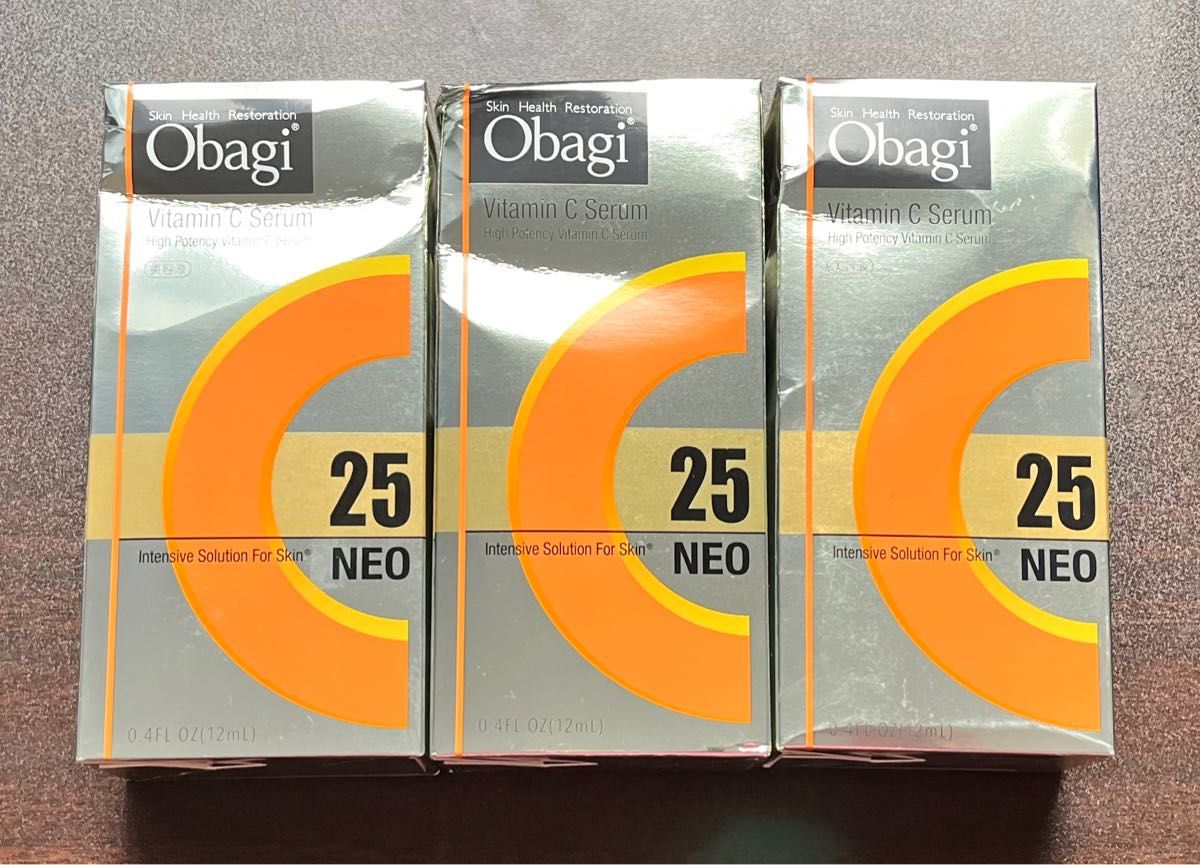 Skin Health Restoration
Obagi®
Vitamin C Serum
High Potency Vitamin C Serum
美容液
25
Intensive Solution For Skin®
NEO
0.4FL OZ(12mL)
Skin Health Restoration
Obagi®
Vitamin C Serum
High Potency Vitamin C Serum
25
Intensive Solution For Skin®
NEO
0.4FL OZ(12mL)
Skin Health Restoration
Obagi®
Vitamin C Serum
High Potency Vitamin C Serum
25
Intensive Solution For Skin®
NEO
0.4FL OZ(12mL)